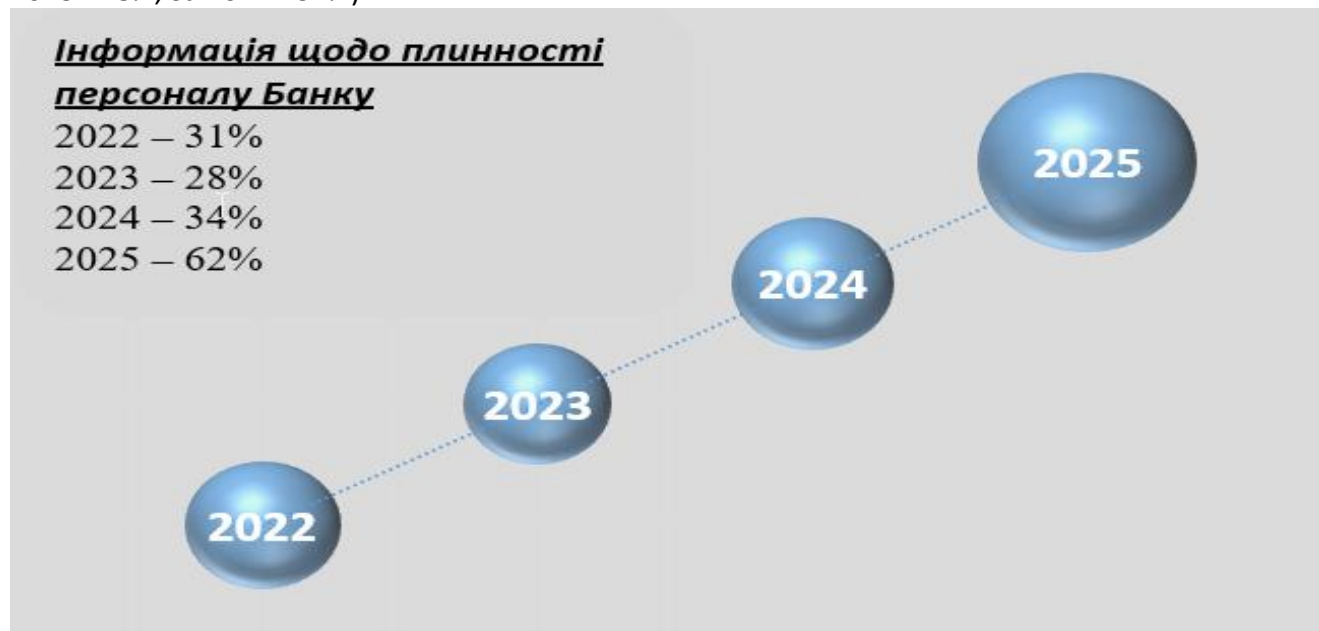 Інформація щодо плинності
персоналу Банку
2022 – 31%
2023 – 28%
2024 – 34%
2025 – 62%
2025
2024
2023
2022